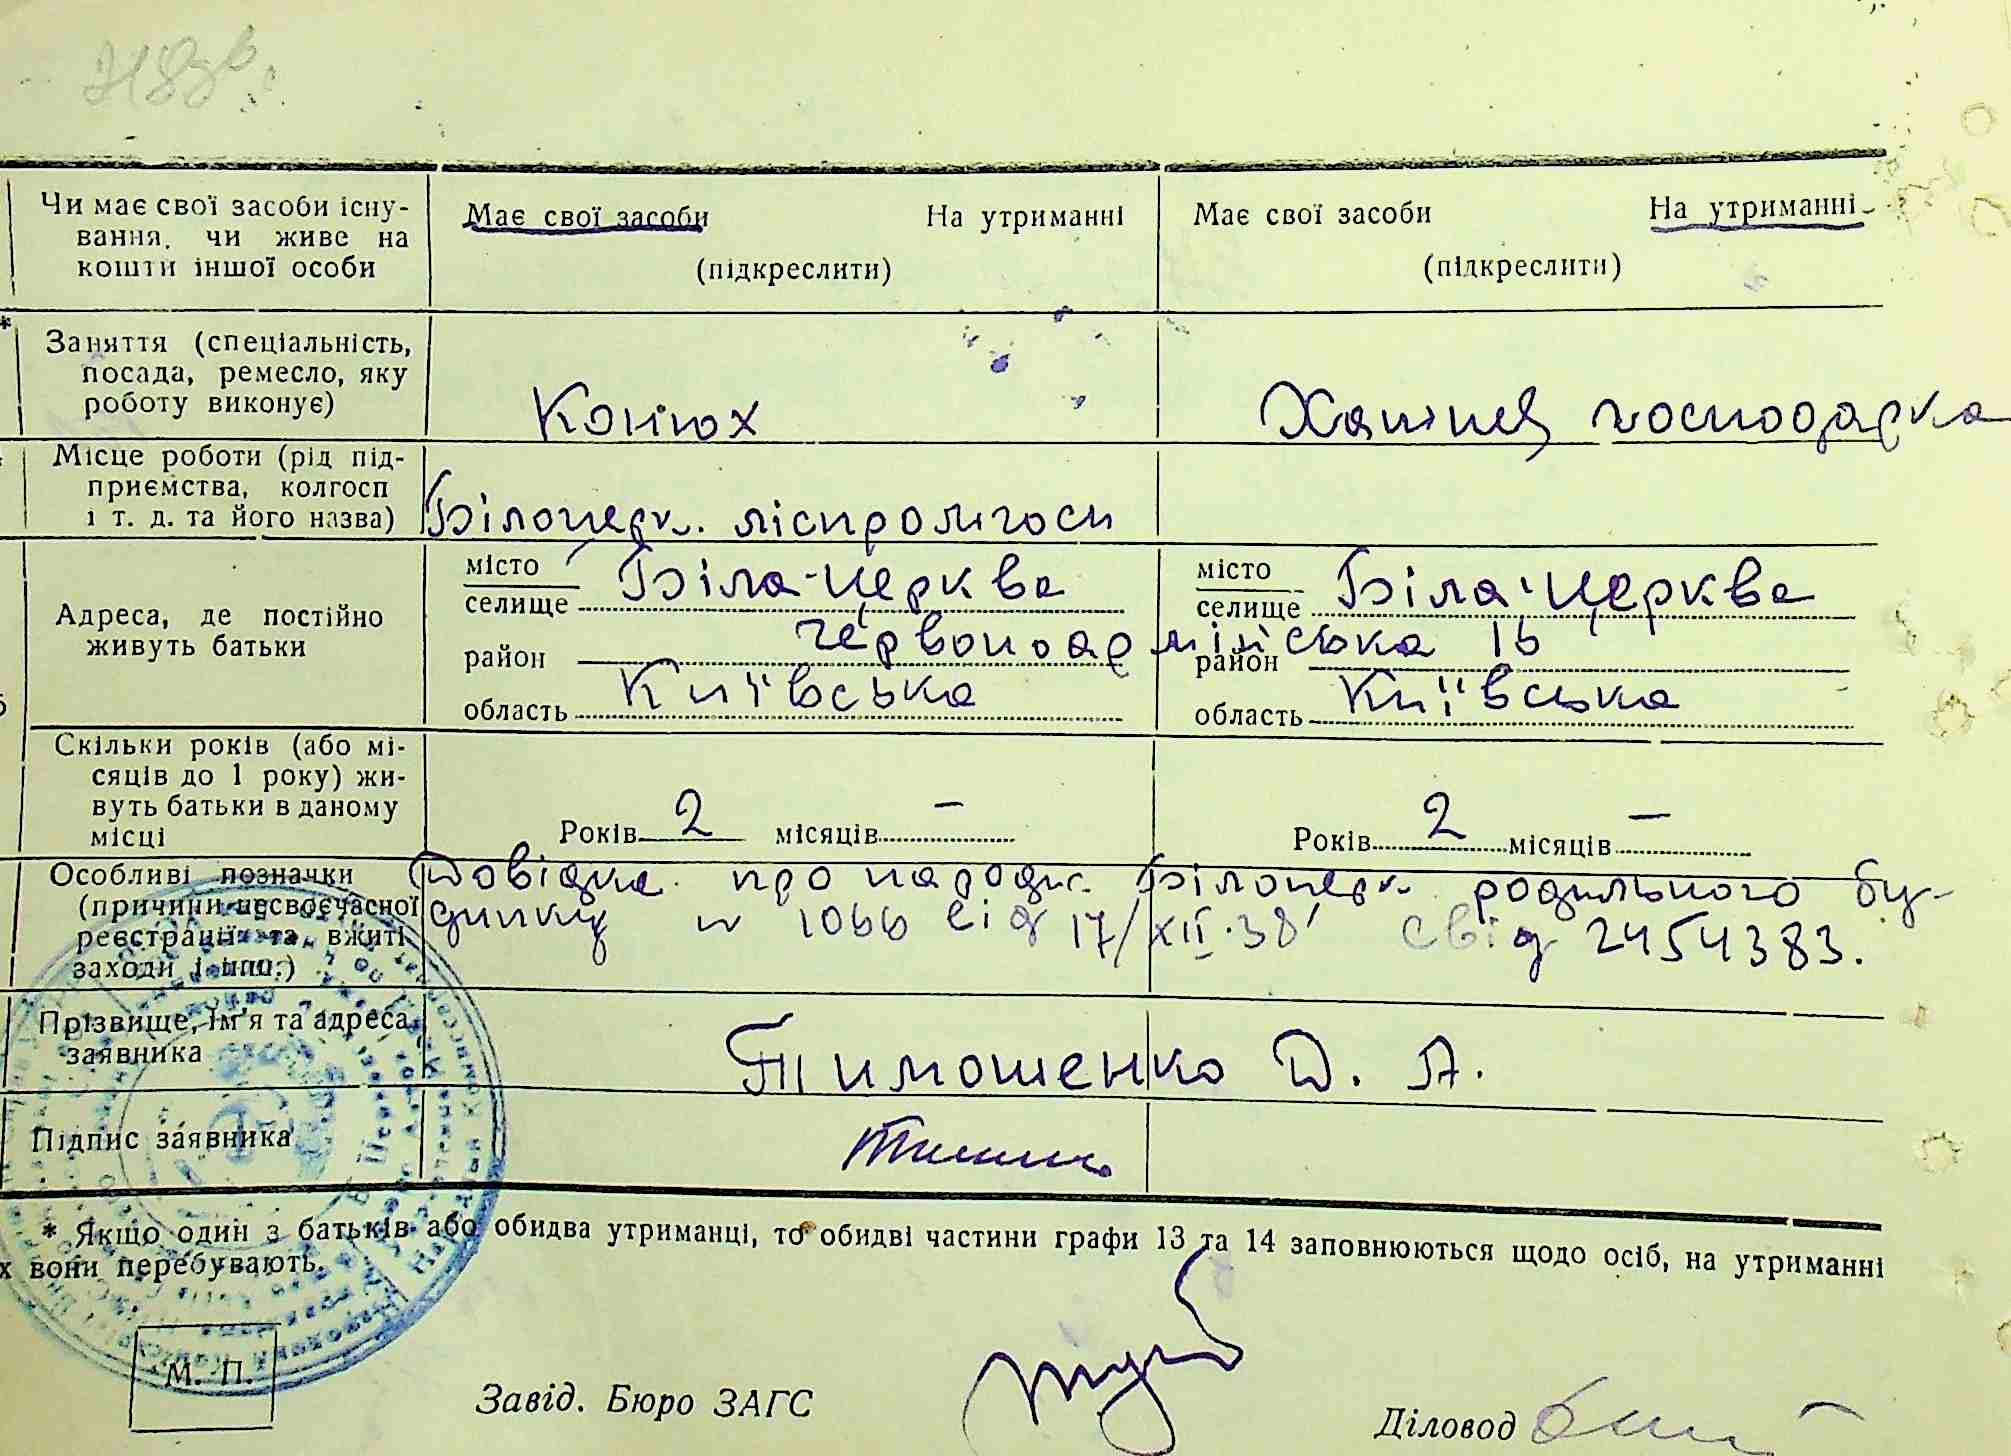 Чи має свої засоби існу-
вання, чи живе на
кошти іншої особи
Має свої засоби На утриманні
(підкреслити)
Має свої засоби На утриманні
(підкреслити)
* Заняття (спеціальність,
посада, ремесло, яку
роботу виконує)
Конюх
Хатня господарка
Місце роботи (рід під-
приємства, колгосп
і т. д. та його назва)
Білоцерк. ліспромгосп
Адреса, де постійно
живуть батьки
місто
селище Біла-Церква
місто
селище Біла-Церква
Червоноармійська 16
район
район
область Київська
область Київська
Скільки років (або мі-
сяців до 1 року) жи-
вуть батьки в даному
місці
Років 2 місяців —
Років 2 місяців —
Особливі позначки
(причини несвоєчасної
реєстрації та вжиті
заходи і інш.)
Довідка про народж. Білоцерк. родильного бу-
динку № 1066 від 17/XII.38 свід 2454383.
Прізвище, ім'я та адреса
заявника
Тимошенко Д. А.
Підпис заявника
* Якщо один з батьків або обидва утриманці, то обидві частини графи 13 та 14 заповнюються щодо осіб, на утриманні
х вони перебувають.
М. П.
Завід. Бюро ЗАГС
Діловод